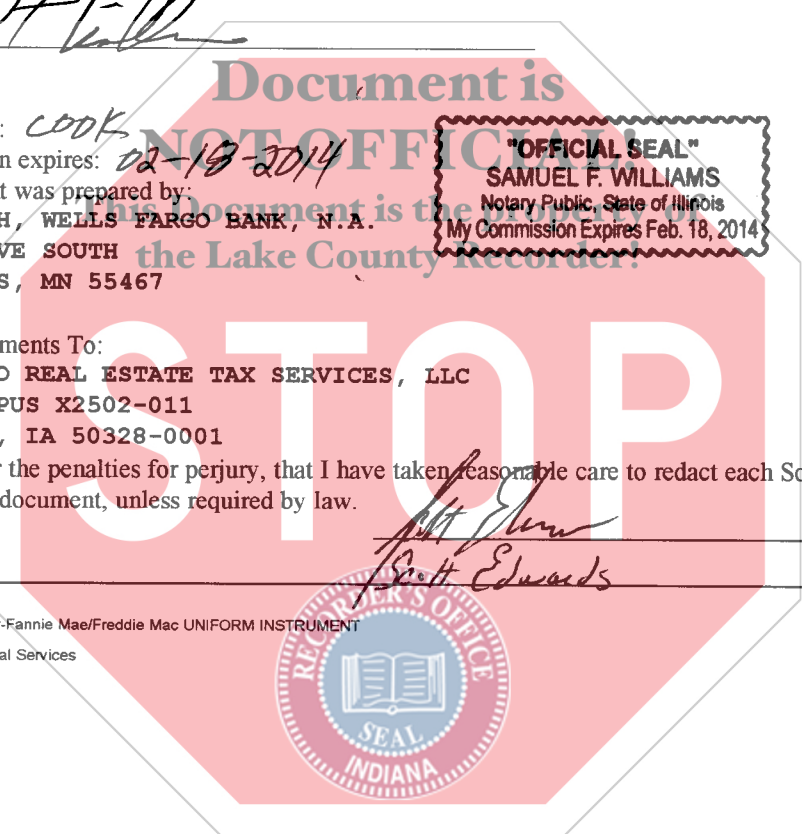 Document is
: COOK
NOT OFFICIAL!
n expires: 02-18-2014
t was prepared by:
This Document is the property of
H, WELLS FARGO BANK, N.A.
"OFFICIAL SEAL"
SAMUEL F. WILLIAMS
Notary Public, State of Illinois
My Commission Expires Feb. 18, 2014
VE SOUTH
the Lake County Recorder!
S, MN 55467
ments To:
O REAL ESTATE TAX SERVICES, LLC
PUS X2502-011
, IA 50328-0001
STOP
r the penalties for perjury, that I have taken reasonable care to redact each So
document, unless required by law.
Scott Edwards
-Fannie Mae/Freddie Mac UNIFORM INSTRUMENT
al Services
RECORDER'S OFFICE
SEAL
INDIANA